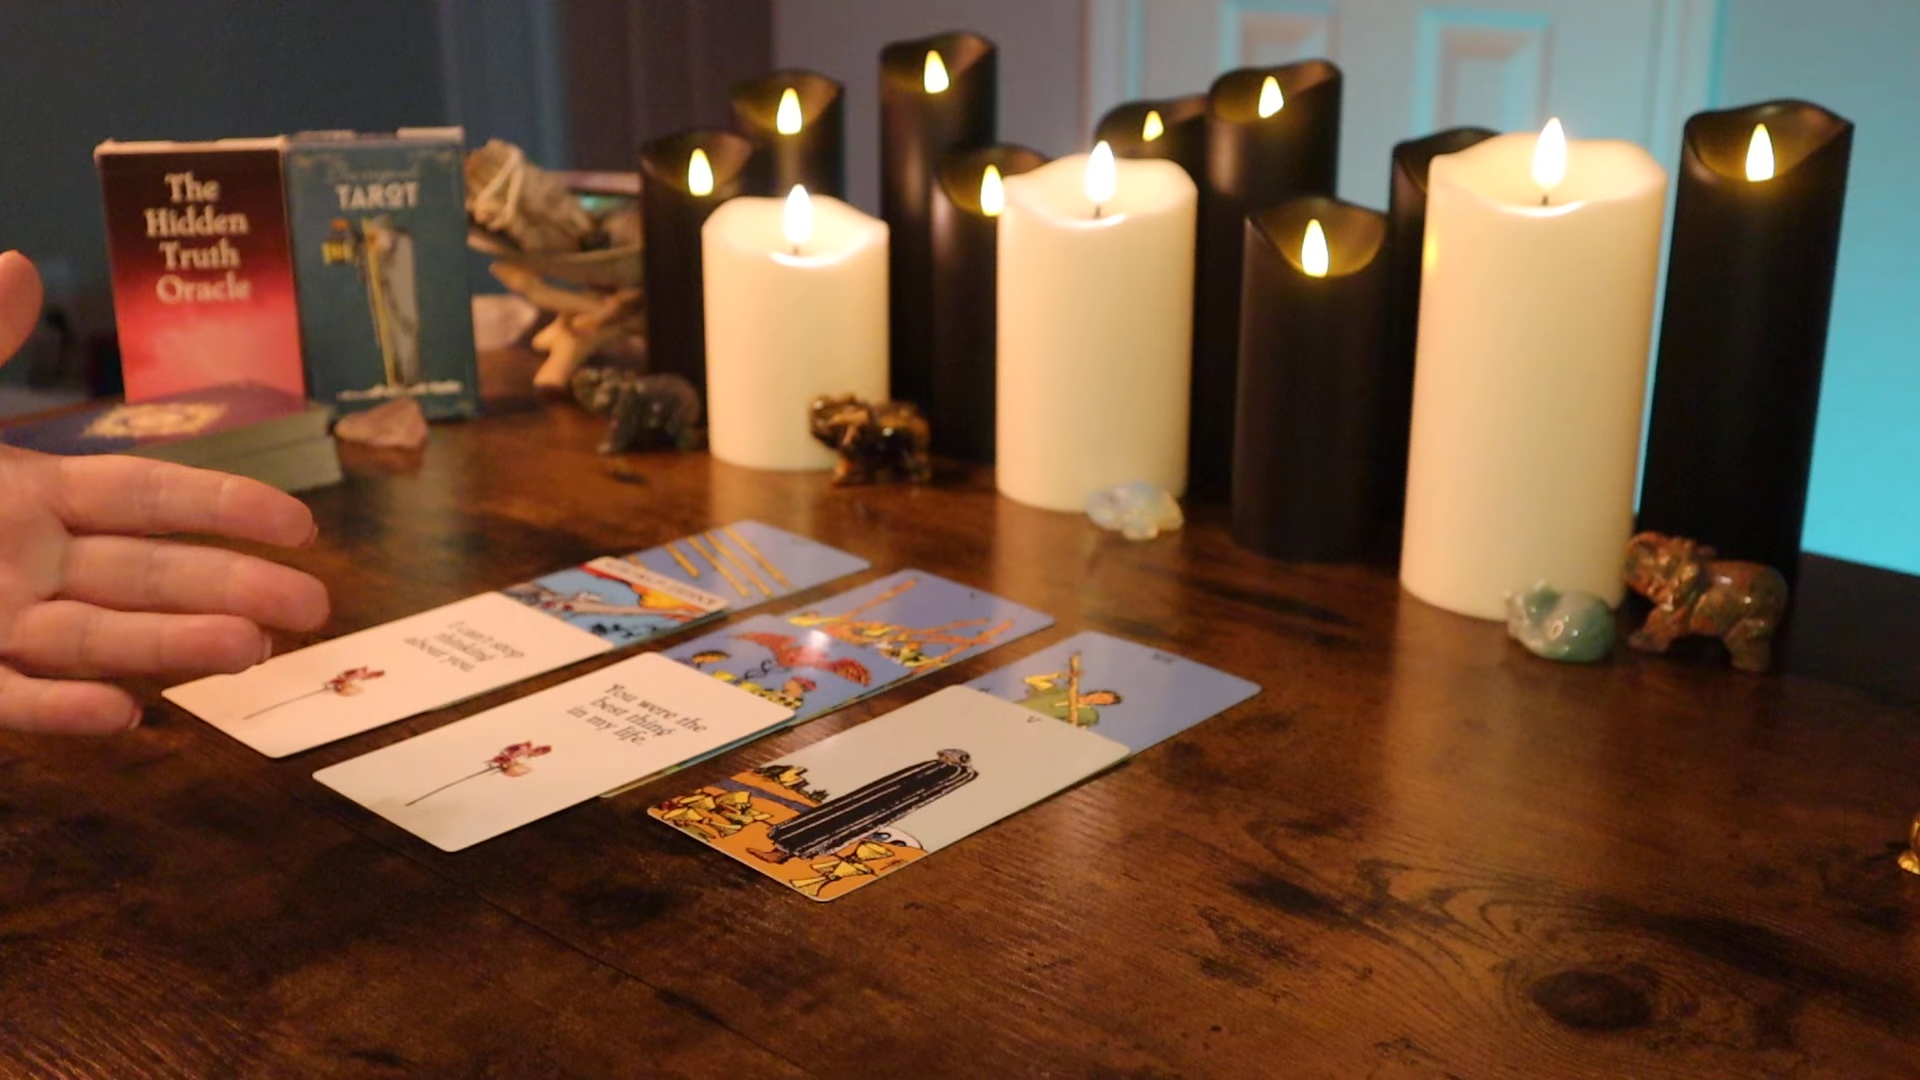 The
Hidden
Truth
Oracle
TAROT
I can't stop
thinking
about you.
You were the
best thing
in my life.
V